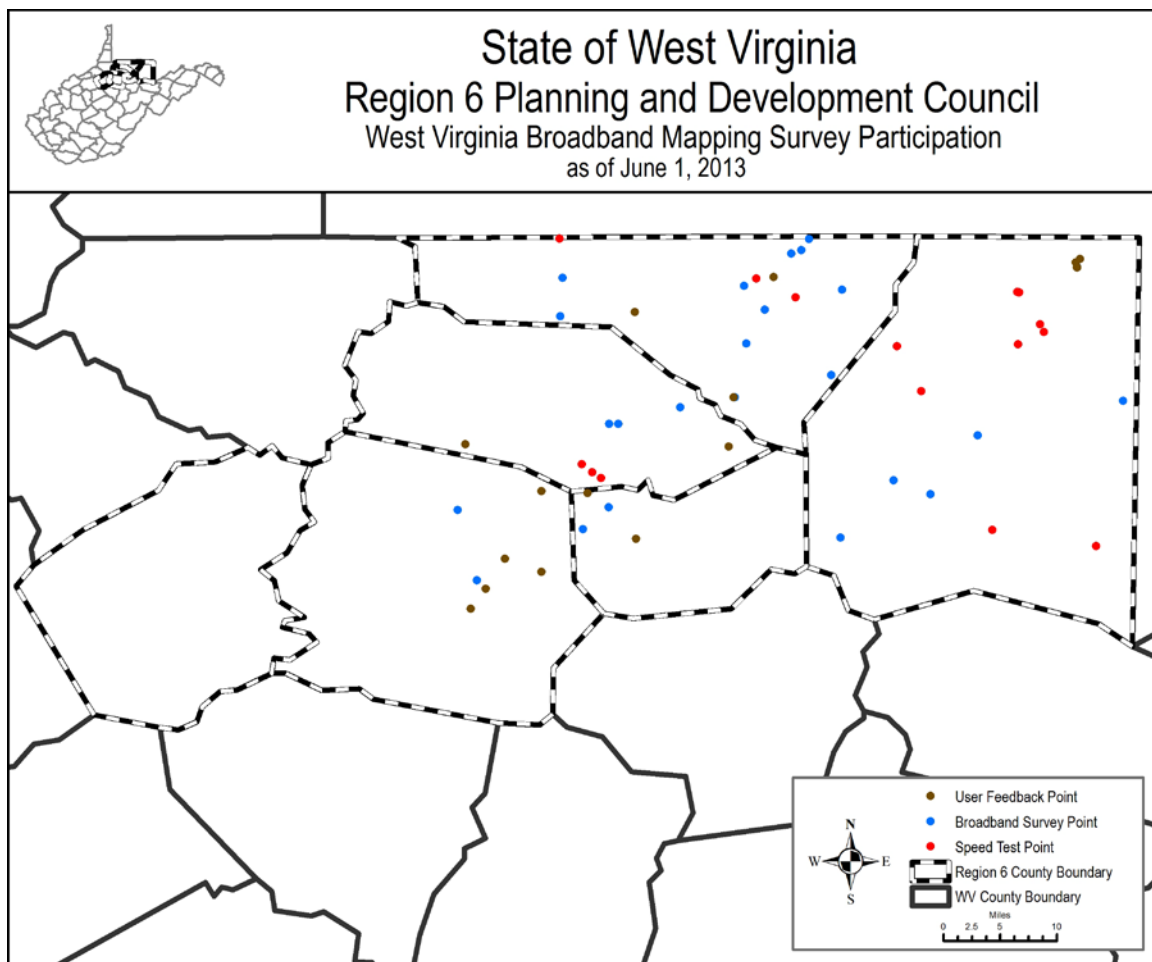 State of West Virginia
Region 6 Planning and Development Council
West Virginia Broadband Mapping Survey Participation
as of June 1, 2013
User Feedback Point
Broadband Survey Point
Speed Test Point
Region 6 County Boundary
WV County Boundary
N
W E
S
Miles
0 2.5 5 10